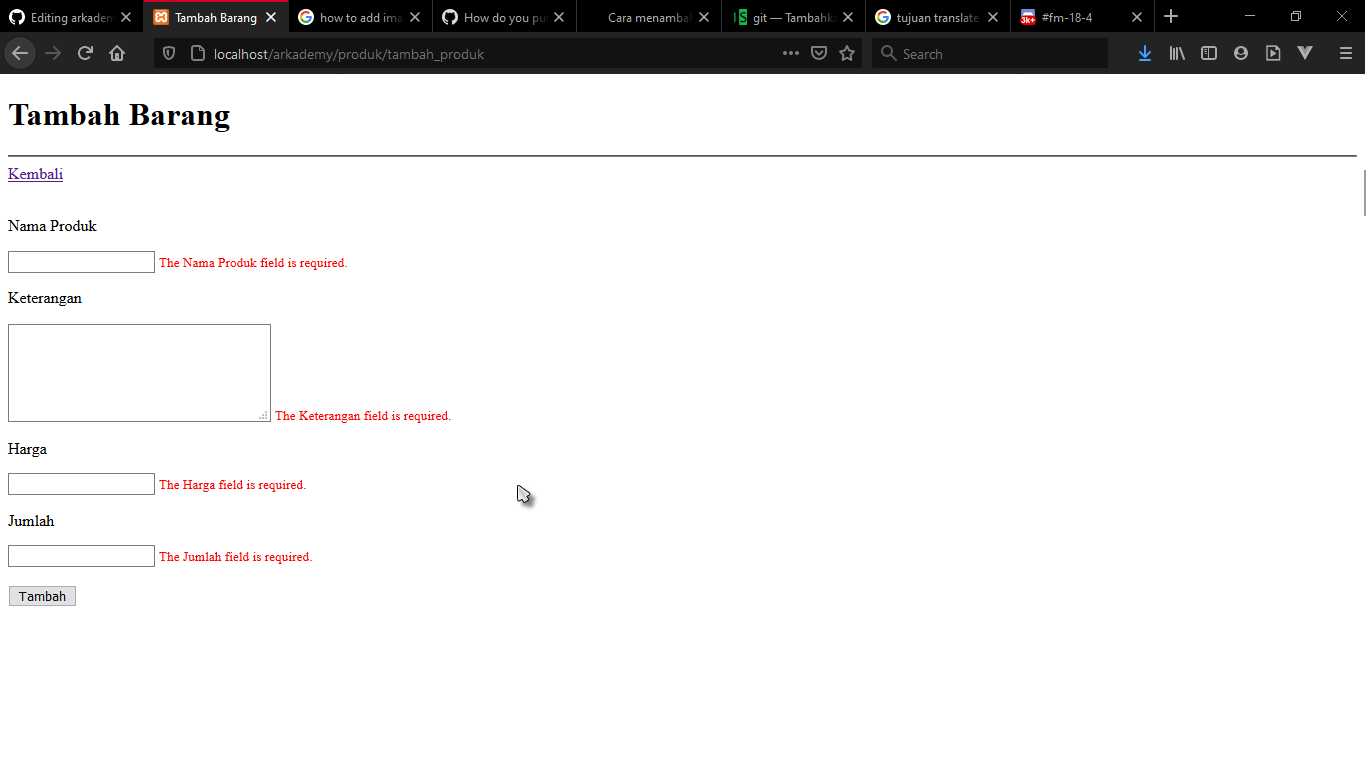 Editing arkadem
Tambah Barang
how to add ima
How do you pu
Cara menambah
git — Tambahka
tujuan translate
#fm-18-4
localhost/arkademy/produk/tambah_produk
Search
Tambah Barang
Kembali
Nama Produk
The Nama Produk field is required.
Keterangan
The Keterangan field is required.
Harga
The Harga field is required.
Jumlah
The Jumlah field is required.
Tambah